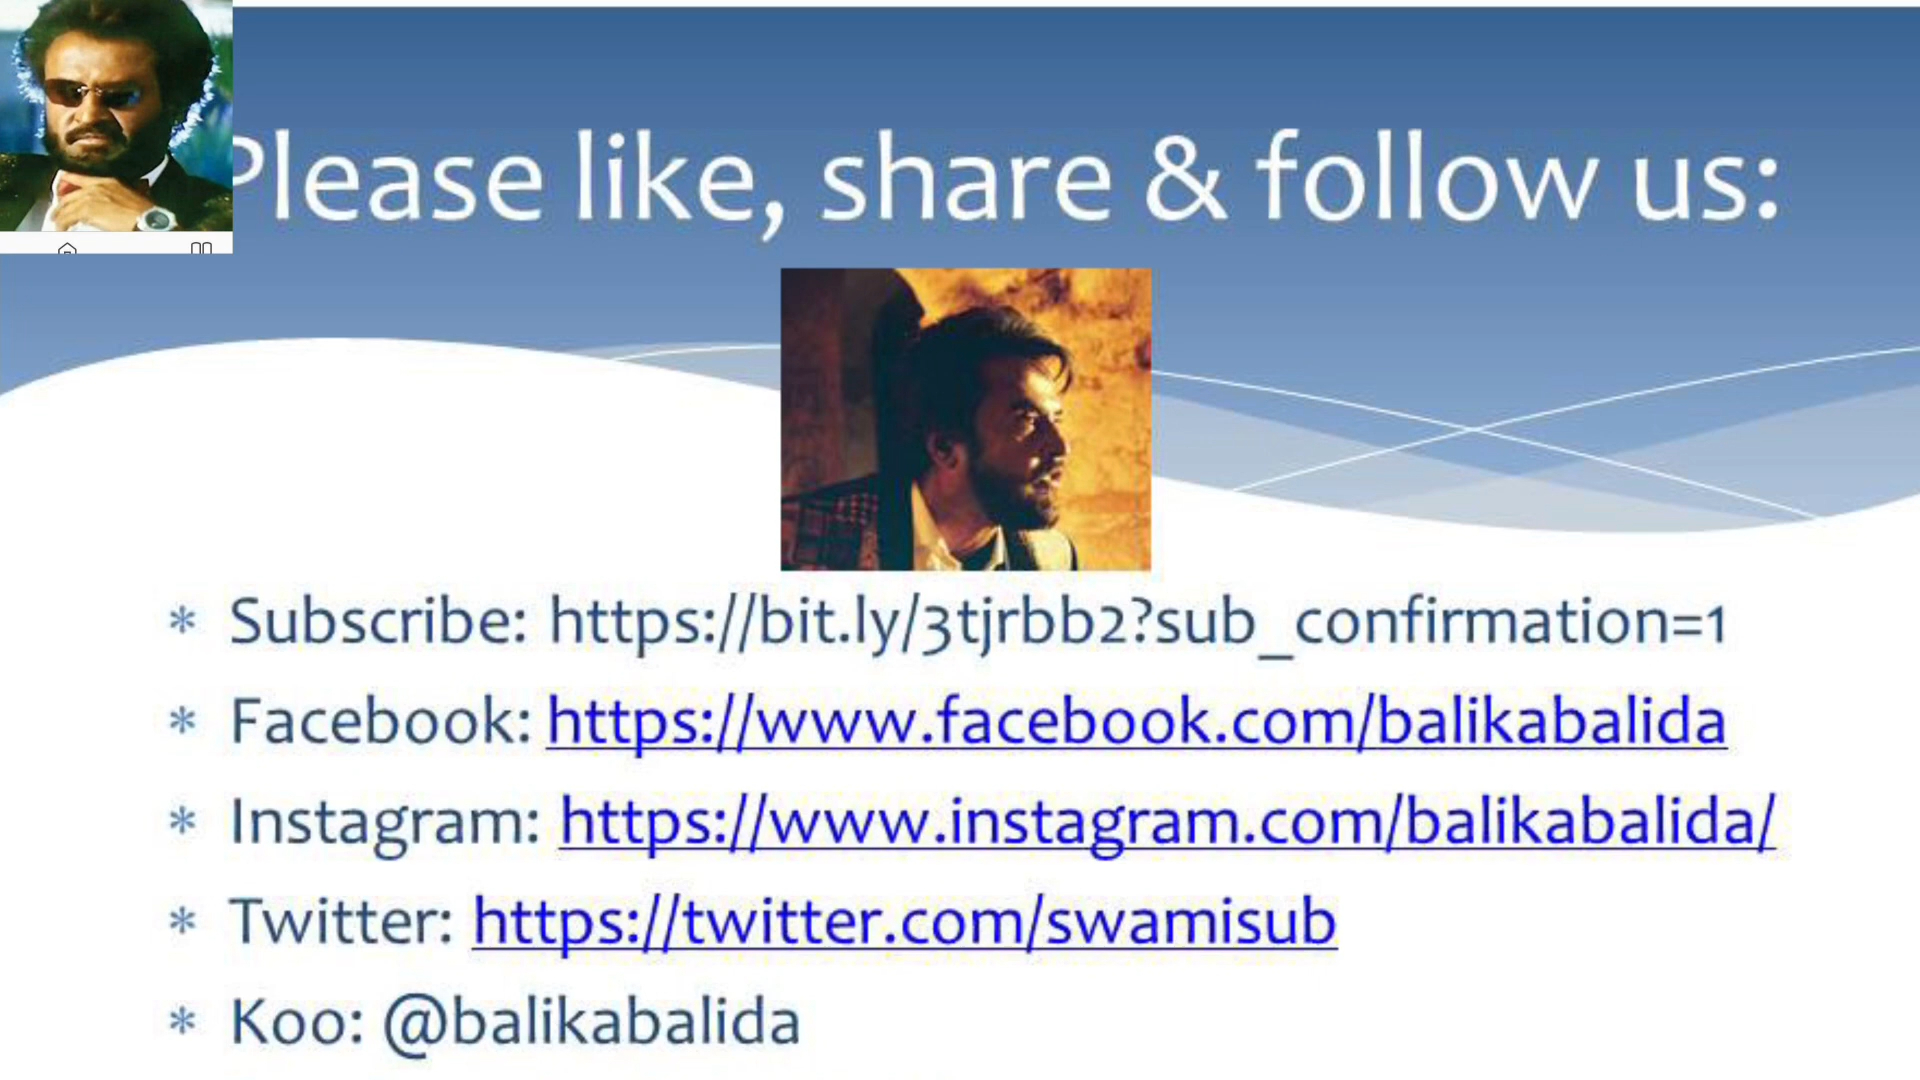 Please like, share & follow us:
* Subscribe: https://bit.ly/3tjrbb2?sub_confirmation=1
* Facebook: https://www.facebook.com/balikabalida
* Instagram: https://www.instagram.com/balikabalida/
* Twitter: https://twitter.com/swamisub
* Koo: @balikabalida